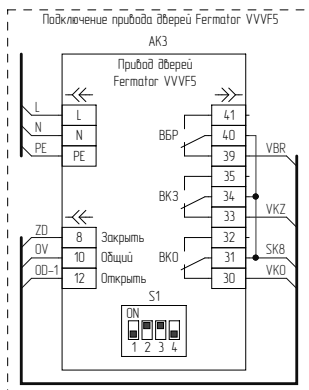 Подключение привода дверей Fermator VVVF5
AK3
Привод дверей
Fermator VVVF5
L L 41
N N ВБР 40
PE PE 39 VBR
35
ВКЗ 34
33 VKZ
ZD 8 Закрыть 32
OV 10 Общий ВКО 31 SK8
OD-1 12 Открыть 30 VKO
S1
ON
1 2 3 4